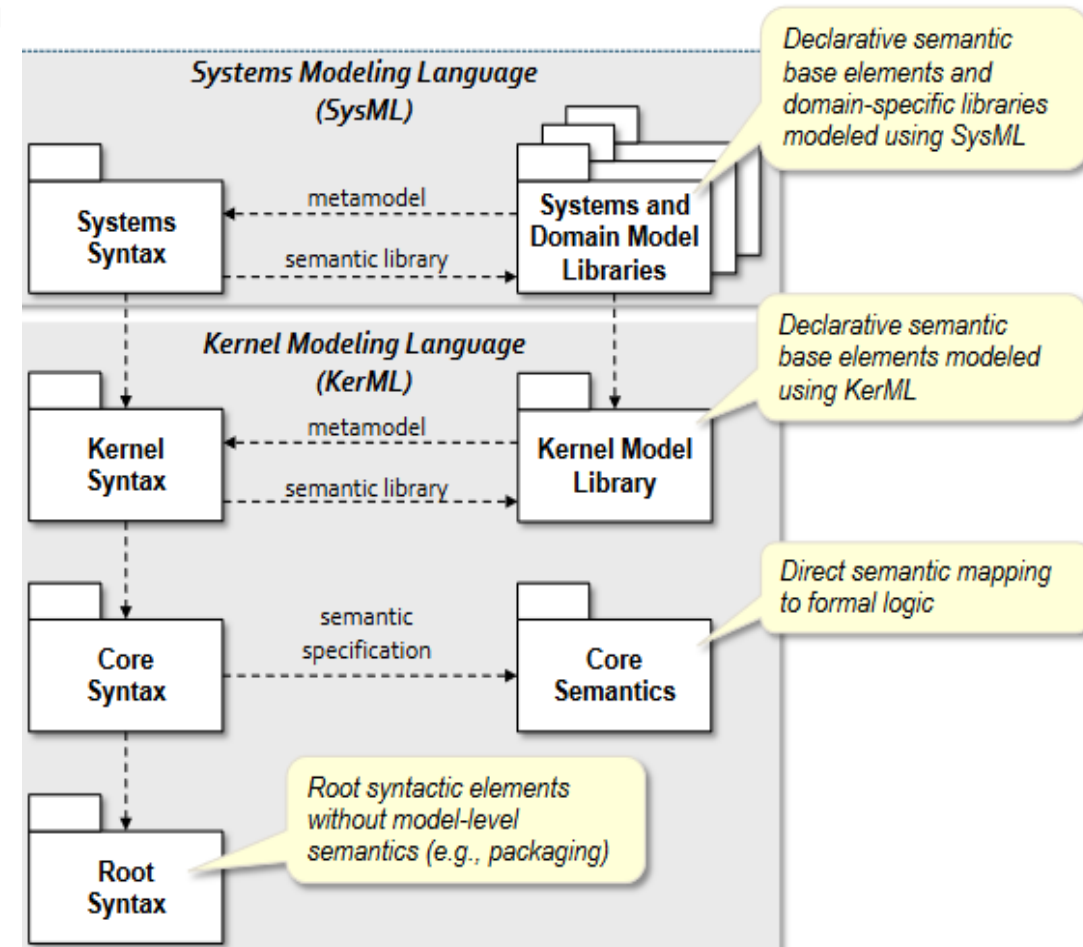 Systems Modeling Language
(SysML)
Declarative semantic
base elements and
domain-specific libraries
modeled using SysML
Systems
Syntax
metamodel
semantic library
Systems and
Domain Model
Libraries
Kernel Modeling Language
(KerML)
Declarative semantic
base elements modeled
using KerML
Kernel
Syntax
metamodel
semantic library
Kernel Model
Library
Core
Syntax
semantic
specification
Core
Semantics
Direct semantic mapping
to formal logic
Root
Syntax
Root syntactic elements
without model-level
semantics (e.g., packaging)